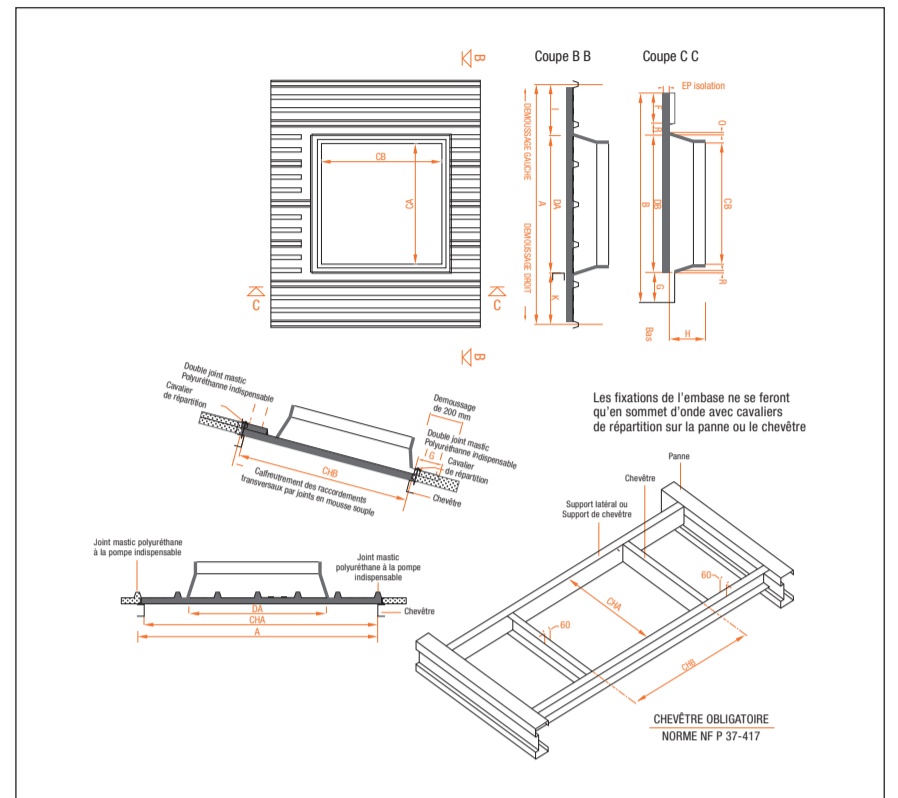 B
Coupe B B
Coupe C C
EP isolation
DEMOUSSAGE GAUCHE
DEMOUSSAGE DROIT
I
A
DA
K
F
R
B
DB
G
O
CB
R
H
Bas
CB
CA
C
C
B
Double joint mastic
Polyuréthanne indispensable
Cavalier
de répartition
Demoussage
de 200 mm
Double joint mastic
Polyuréthanne indispensable
G
Cavalier
de répartition
CHB
Calfreutrement des raccordements
transversaux par joints en mousse souple
Chevêtre
Les fixations de l'embase ne se feront
qu'en sommet d'onde avec cavaliers
de répartition sur la panne ou le chevêtre
Panne
Chevêtre
Support latéral ou
Support de chevêtre
60
CHA
60
CHB
Joint mastic polyuréthane
à la pompe indispensable
Joint mastic
polyuréthane à la pompe
indispensable
DA
CHA
A
Chevêtre
CHEVÊTRE OBLIGATOIRE
NORME NF P 37-417